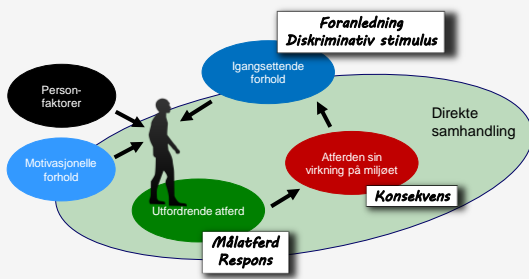 Foranledning
Diskriminativ stimulus
Igangsettende
forhold
Person-
faktorer
Direkte
samhandling
Motivasjonelle
forhold
Atferden sin
virkning på miljøet
Konsekvens
Utfordrende atferd
Målatferd
Respons